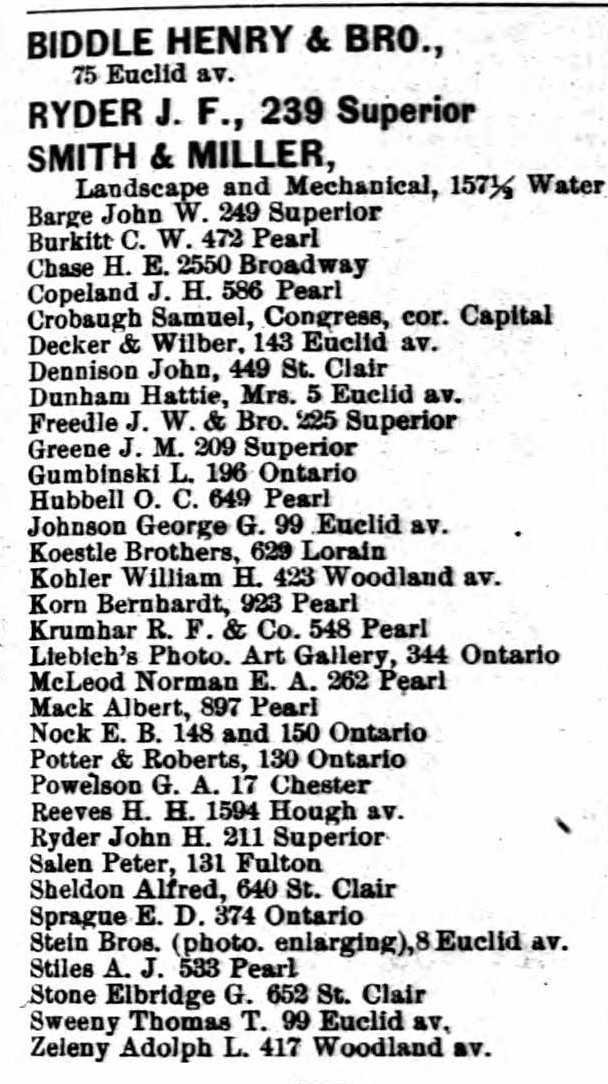 BIDDLE HENRY & BRO.,
75 Euclid av.
RYDER J. F., 239 Superior
SMITH & MILLER,
Landscape and Mechanical, 157½ Water
Barge John W. 249 Superior
Burkitt C. W. 472 Pearl
Chase H. E. 2550 Broadway
Copeland J. H. 586 Pearl
Crobaugh Samuel, Congress, cor. Capital
Decker & Wilber, 143 Euclid av.
Dennison John, 449 St. Clair
Dunham Hattie, Mrs. 5 Euclid av.
Freedle J. W. & Bro. 225 Superior
Greene J. M. 209 Superior
Gumbinski L. 196 Ontario
Hubbell O. C. 649 Pearl
Johnson George G. 99 Euclid av.
Koestle Brothers, 629 Lorain
Kohler William H. 423 Woodland av.
Korn Bernhardt, 923 Pearl
Krumhar R. F. & Co. 548 Pearl
Liebich's Photo. Art Gallery, 344 Ontario
McLeod Norman E. A. 262 Pearl
Mack Albert, 897 Pearl
Nock E. B. 148 and 150 Ontario
Potter & Roberts, 130 Ontario
Powelson G. A. 17 Chester
Reeves H. H. 1594 Hough av.
Ryder John H. 211 Superior
Salen Peter, 131 Fulton
Sheldon Alfred, 640 St. Clair
Sprague E. D. 374 Ontario
Stein Bros. (photo. enlarging), 8 Euclid av.
Stiles A. J. 533 Pearl
Stone Elbridge G. 652 St. Clair
Sweeny Thomas T. 99 Euclid av.
Zeleny Adolph L. 417 Woodland av.